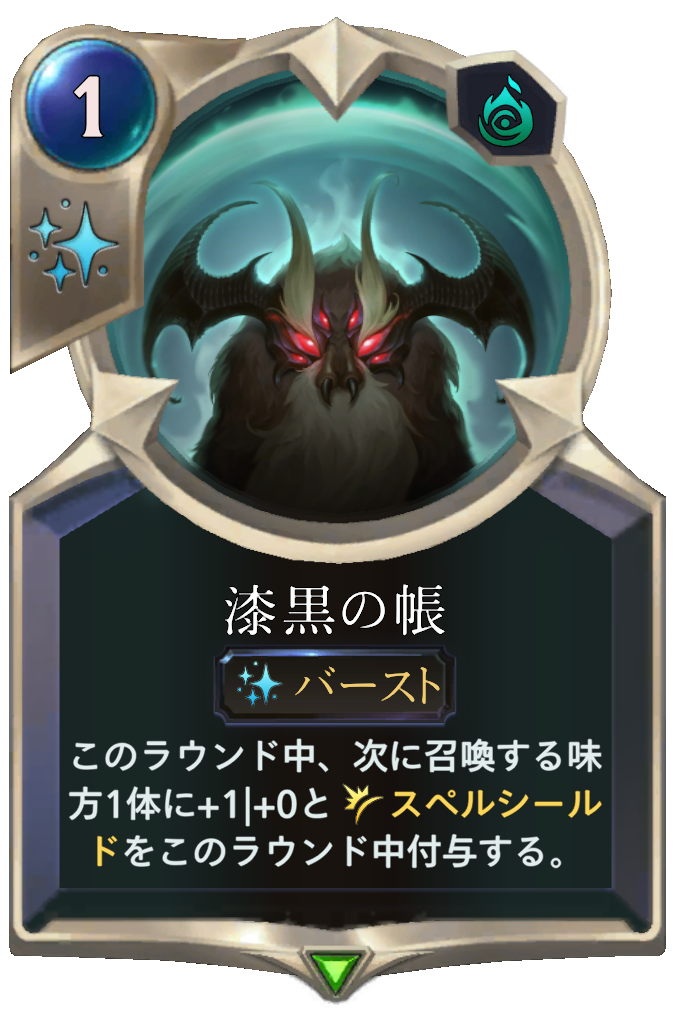 1
漆黒の帳
バースト
このラウンド中、次に召喚する味
方1体に+1|+0と スペルシール
ドをこのラウンド中付与する。